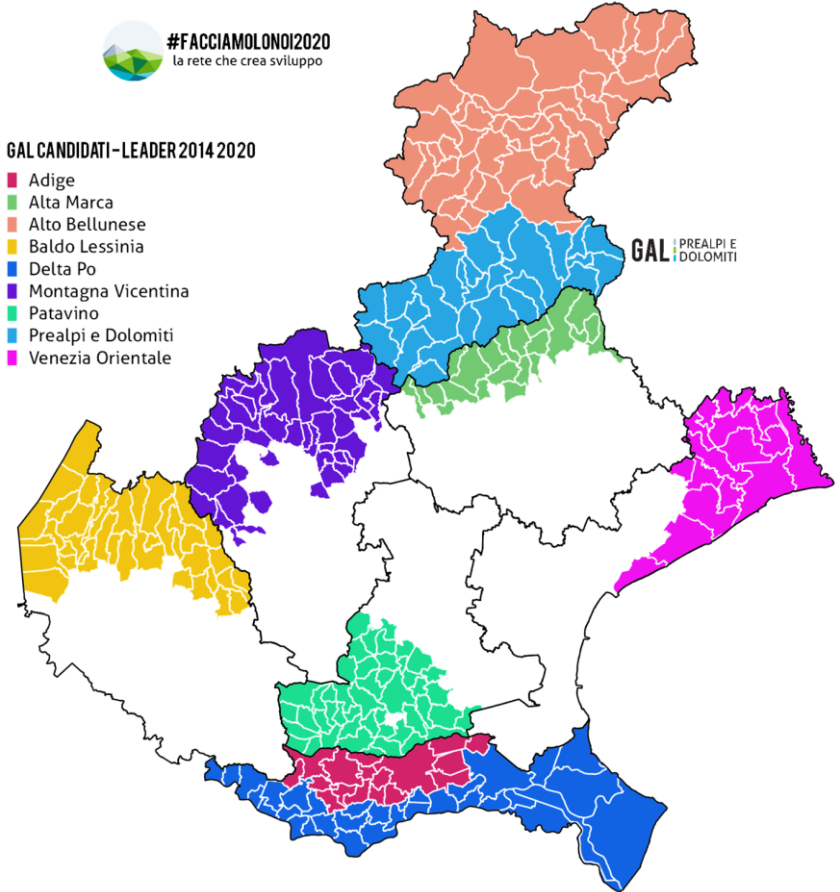 #FACCIAMOLONOI2020
la rete che crea sviluppo
GAL CANDIDATI - LEADER 2014 2020
Adige
Alta Marca
Alto Bellunese
Baldo Lessinia
Delta Po
Montagna Vicentina
Patavino
Prealpi e Dolomiti
Venezia Orientale
GAL PREALPI E
DOLOMITI